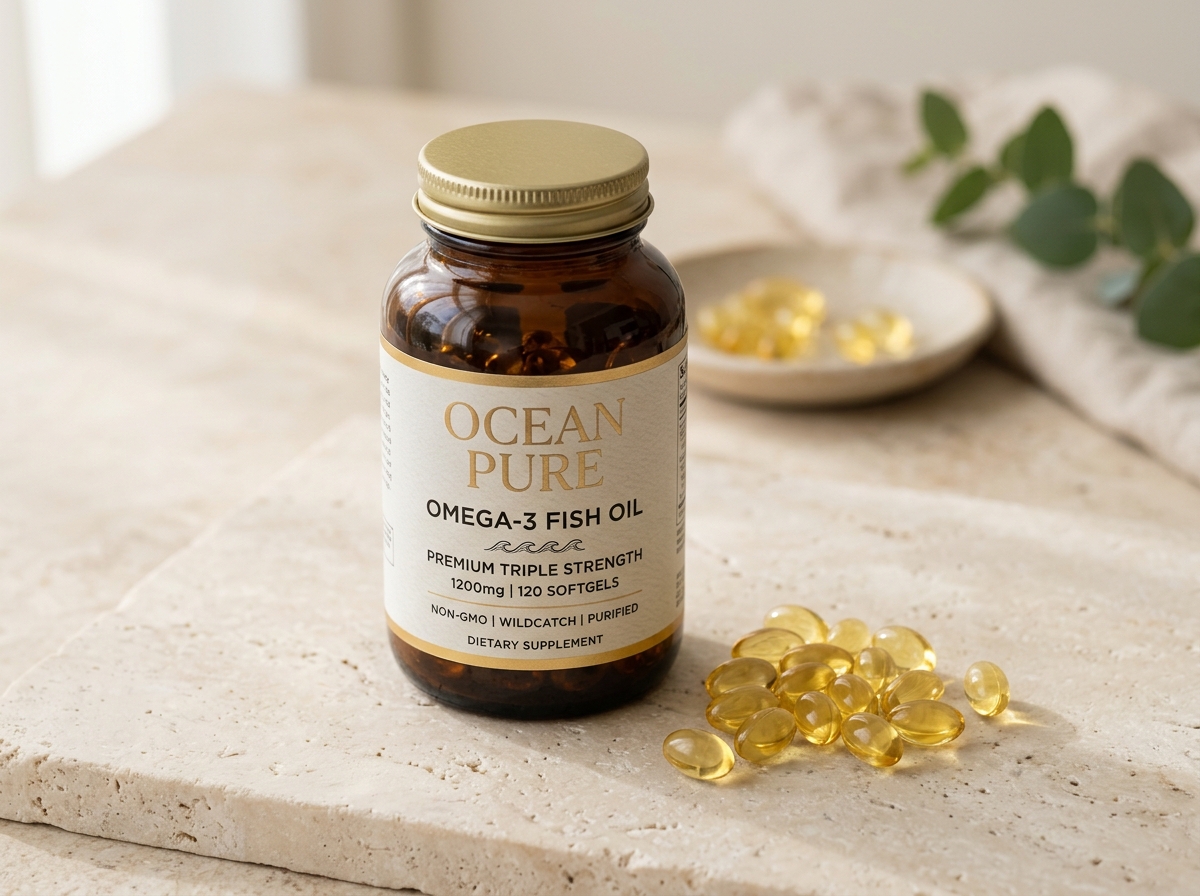 OCEAN
PURE
OMEGA-3 FISH OIL
PREMIUM TRIPLE STRENGTH
1200mg | 120 SOFTGELS
NON-GMO | WILDCATCH | PURIFIED
DIETARY SUPPLEMENT